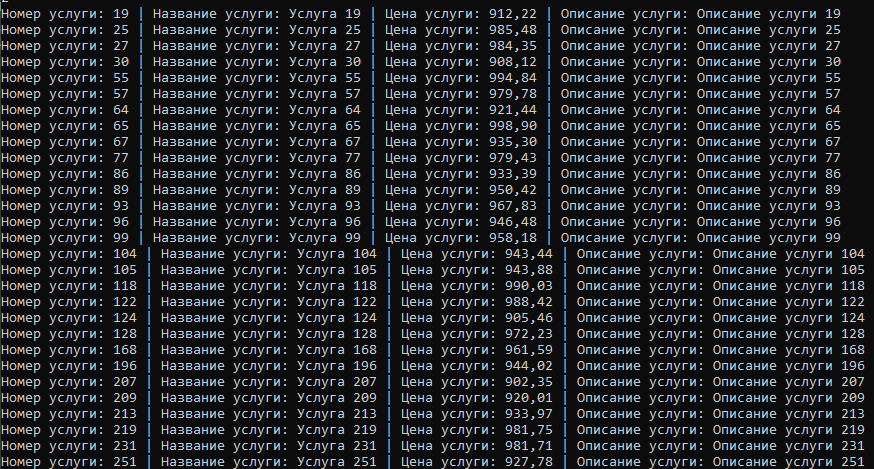 Номер услуги: 19 | Название услуги: Услуга 19 | Цена услуги: 912,22 | Описание услуги: Описание услуги 19
Номер услуги: 25 | Название услуги: Услуга 25 | Цена услуги: 985,48 | Описание услуги: Описание услуги 25
Номер услуги: 27 | Название услуги: Услуга 27 | Цена услуги: 984,35 | Описание услуги: Описание услуги 27
Номер услуги: 30 | Название услуги: Услуга 30 | Цена услуги: 908,12 | Описание услуги: Описание услуги 30
Номер услуги: 55 | Название услуги: Услуга 55 | Цена услуги: 994,84 | Описание услуги: Описание услуги 55
Номер услуги: 57 | Название услуги: Услуга 57 | Цена услуги: 979,78 | Описание услуги: Описание услуги 57
Номер услуги: 64 | Название услуги: Услуга 64 | Цена услуги: 921,44 | Описание услуги: Описание услуги 64
Номер услуги: 65 | Название услуги: Услуга 65 | Цена услуги: 998,90 | Описание услуги: Описание услуги 65
Номер услуги: 67 | Название услуги: Услуга 67 | Цена услуги: 935,30 | Описание услуги: Описание услуги 67
Номер услуги: 77 | Название услуги: Услуга 77 | Цена услуги: 979,43 | Описание услуги: Описание услуги 77
Номер услуги: 86 | Название услуги: Услуга 86 | Цена услуги: 933,39 | Описание услуги: Описание услуги 86
Номер услуги: 89 | Название услуги: Услуга 89 | Цена услуги: 950,42 | Описание услуги: Описание услуги 89
Номер услуги: 93 | Название услуги: Услуга 93 | Цена услуги: 967,83 | Описание услуги: Описание услуги 93
Номер услуги: 96 | Название услуги: Услуга 96 | Цена услуги: 946,48 | Описание услуги: Описание услуги 96
Номер услуги: 99 | Название услуги: Услуга 99 | Цена услуги: 958,18 | Описание услуги: Описание услуги 99
Номер услуги: 104 | Название услуги: Услуга 104 | Цена услуги: 943,44 | Описание услуги: Описание услуги 104
Номер услуги: 105 | Название услуги: Услуга 105 | Цена услуги: 943,88 | Описание услуги: Описание услуги 105
Номер услуги: 118 | Название услуги: Услуга 118 | Цена услуги: 990,03 | Описание услуги: Описание услуги 118
Номер услуги: 122 | Название услуги: Услуга 122 | Цена услуги: 988,42 | Описание услуги: Описание услуги 122
Номер услуги: 124 | Название услуги: Услуга 124 | Цена услуги: 905,46 | Описание услуги: Описание услуги 124
Номер услуги: 128 | Название услуги: Услуга 128 | Цена услуги: 972,23 | Описание услуги: Описание услуги 128
Номер услуги: 168 | Название услуги: Услуга 168 | Цена услуги: 961,59 | Описание услуги: Описание услуги 168
Номер услуги: 196 | Название услуги: Услуга 196 | Цена услуги: 944,02 | Описание услуги: Описание услуги 196
Номер услуги: 207 | Название услуги: Услуга 207 | Цена услуги: 902,35 | Описание услуги: Описание услуги 207
Номер услуги: 209 | Название услуги: Услуга 209 | Цена услуги: 920,01 | Описание услуги: Описание услуги 209
Номер услуги: 213 | Название услуги: Услуга 213 | Цена услуги: 933,97 | Описание услуги: Описание услуги 213
Номер услуги: 219 | Название услуги: Услуга 219 | Цена услуги: 981,75 | Описание услуги: Описание услуги 219
Номер услуги: 231 | Название услуги: Услуга 231 | Цена услуги: 981,71 | Описание услуги: Описание услуги 231
Номер услуги: 251 | Название услуги: Услуга 251 | Цена услуги: 927,78 | Описание услуги: Описание услуги 251